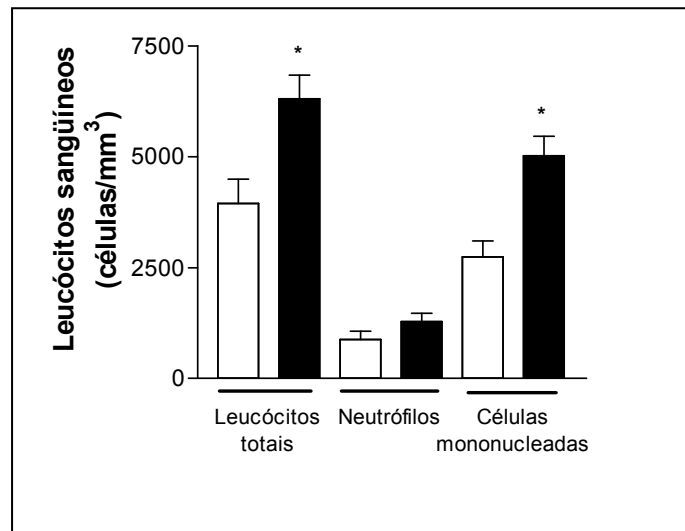 Leucócitos sangüíneos
(células/mm³)
7500
5000
2500
0
*
*
Leucócitos
totais
Neutrófilos
Células
mononucleadas